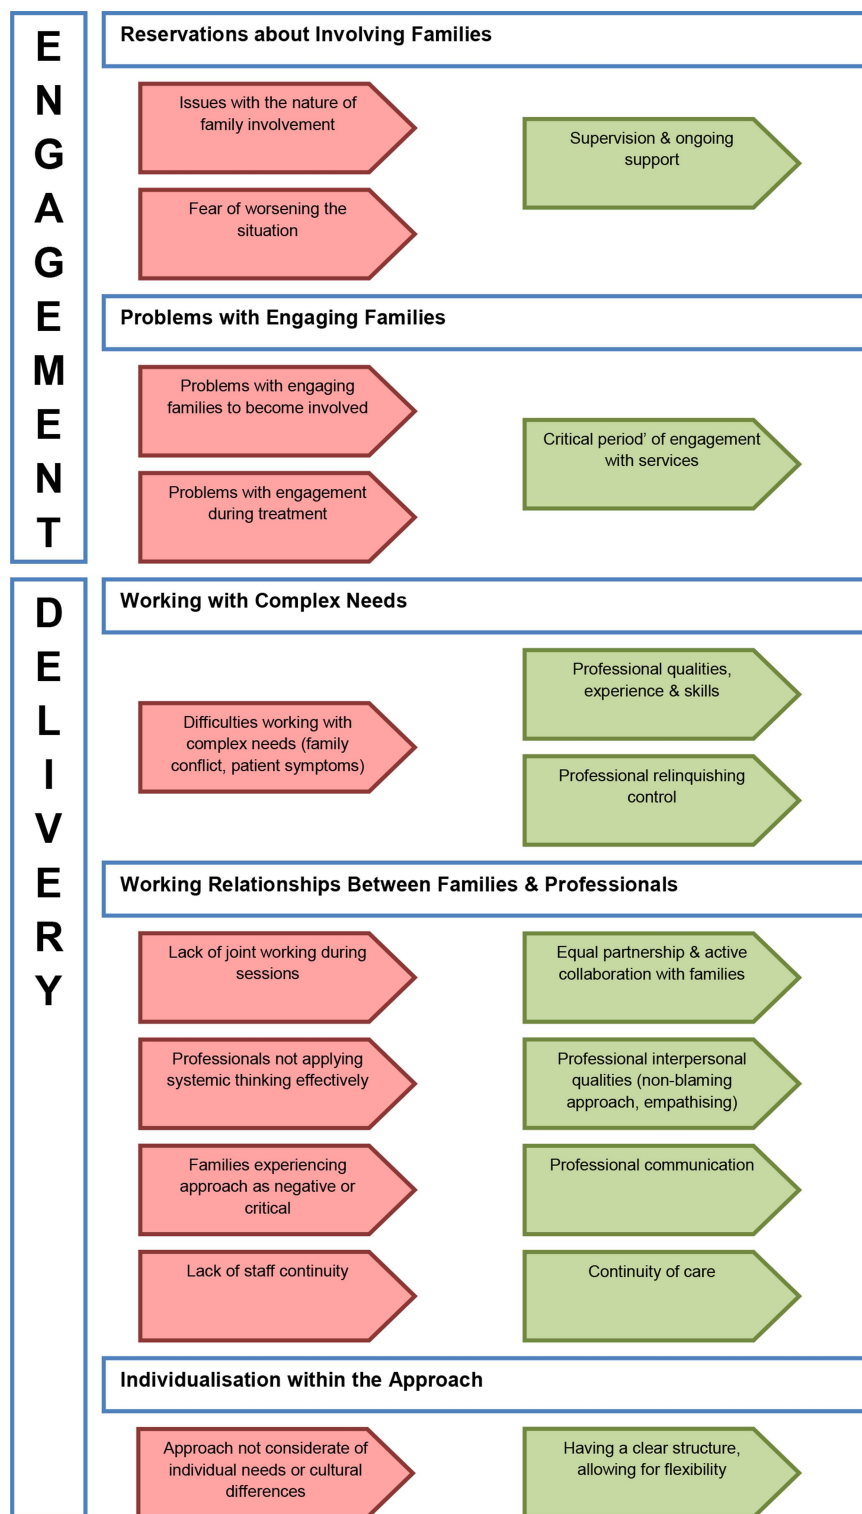 ENGAGEMENT
Reservations about Involving Families
Issues with the nature of
family involvement
Supervision & ongoing
support
Fear of worsening the
situation
Problems with Engaging Families
Problems with engaging
families to become involved
Critical period’ of engagement
with services
Problems with engagement
during treatment
DELIVERY
Working with Complex Needs
Difficulties working with
complex needs (family
conflict, patient symptoms)
Professional qualities,
experience & skills
Professional relinquishing
control
Working Relationships Between Families & Professionals
Lack of joint working during
sessions
Equal partnership & active
collaboration with families
Professionals not applying
systemic thinking effectively
Professional interpersonal
qualities (non-blaming
approach, empathising)
Families experiencing
approach as negative or
critical
Professional communication
Lack of staff continuity
Continuity of care
Individualisation within the Approach
Approach not considerate of
individual needs or cultural
differences
Having a clear structure,
allowing for flexibility